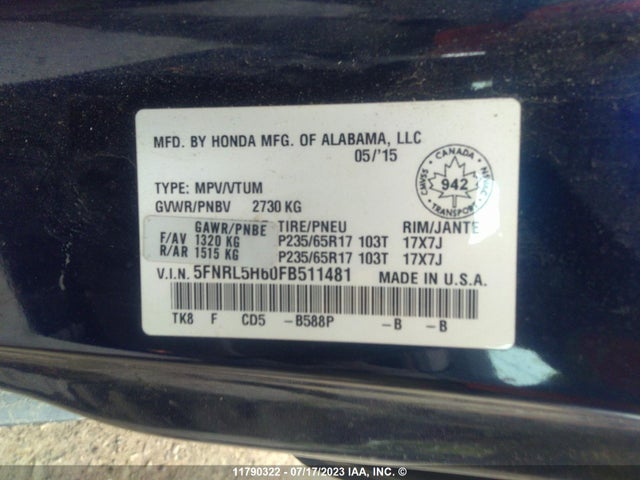 MFD. BY HONDA MFG. OF ALABAMA, LLC
05/'15
TYPE: MPV/VTUM
GVWR/PNBV 2730 KG
GAWR/PNBE TIRE/PNEU RIM/JANTE
F/AV 1320 KG P235/65R17 103T 17X7J
R/AR 1515 KG P235/65R17 103T 17X7J
V.I.N. 5FNRL5H60FB511481 MADE IN U.S.A.
TK8 F CD5 -B588P -B -B
CANADA
CMVSS 942 NSVAC
TRANSPORT
11790322 - 07/17/2023 IAA, INC. ©